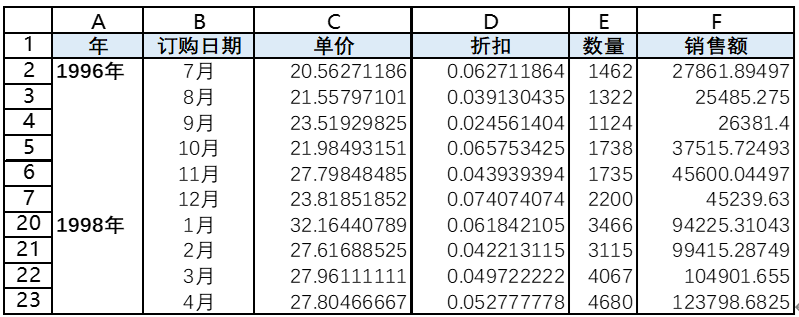 A B C D E F
1 年 订购日期 单价 折扣 数量 销售额
2 1996年 7月 20.56271186 0.062711864 1462 27861.89497
3 8月 21.55797101 0.039130435 1322 25485.275
4 9月 23.51929825 0.024561404 1124 26381.4
5 10月 21.98493151 0.065753425 1738 37515.72493
6 11月 27.79848485 0.043939394 1735 45600.04497
7 12月 23.81851852 0.074074074 2200 45239.63
20 1998年 1月 32.16440789 0.061842105 3466 94225.31043
21 2月 27.61688525 0.042213115 3115 99415.28749
22 3月 27.96111111 0.049722222 4067 104901.655
23 4月 27.80466667 0.052777778 4680 123798.6825